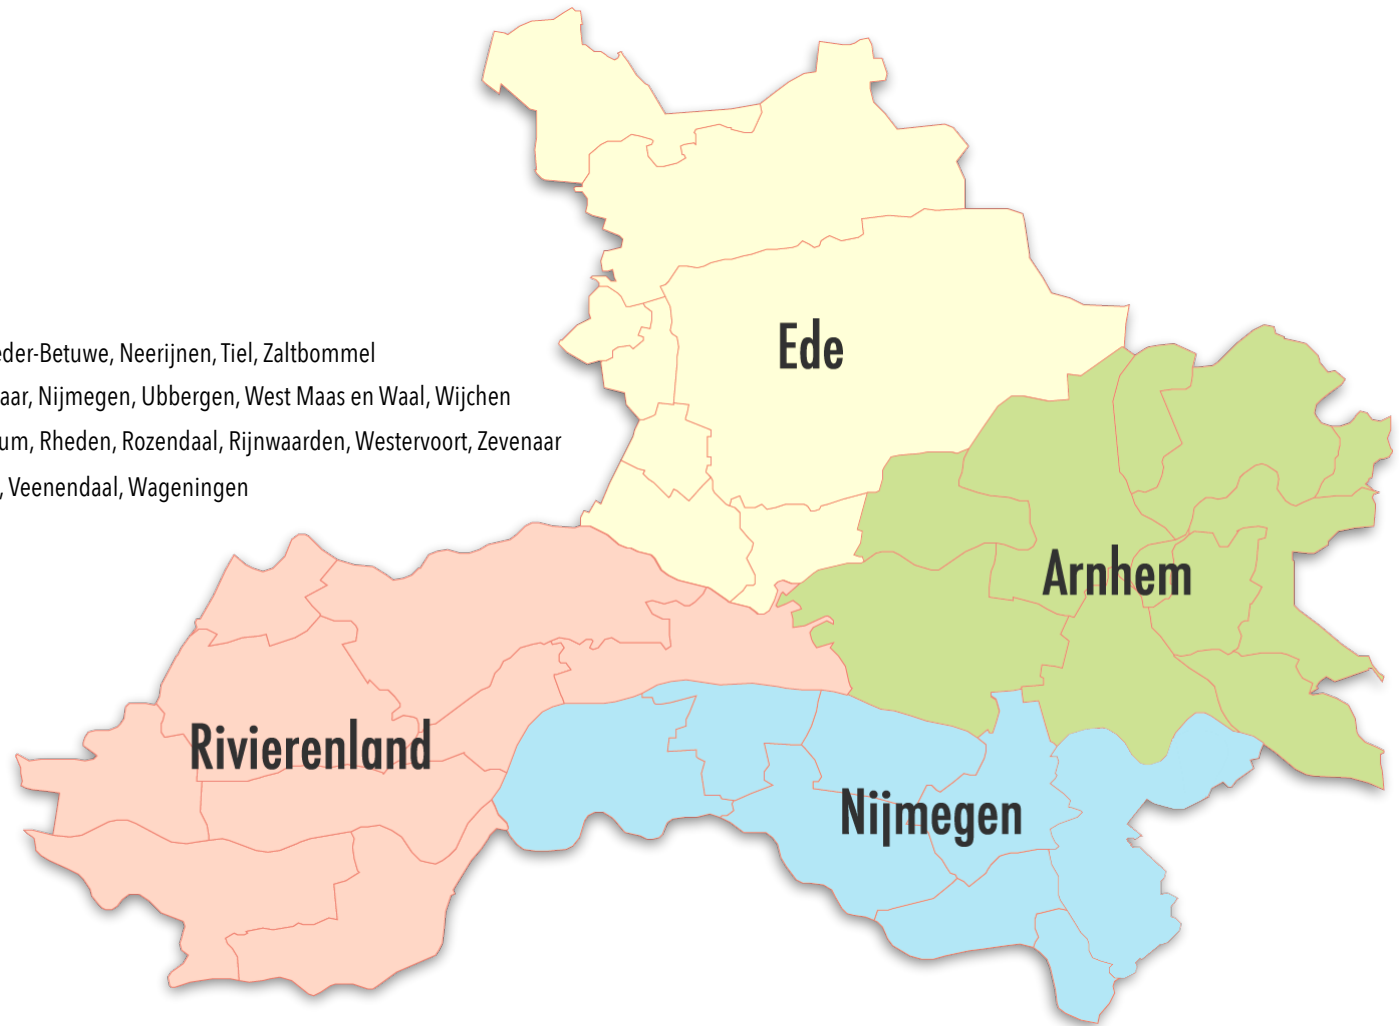 Ede
eder-Betuwe, Neerijnen, Tiel, Zaltbommel
aar, Nijmegen, Ubbergen, West Maas en Waal, Wijchen
um, Rheden, Rozendaal, Rijnwaarden, Westervoort, Zevenaar
, Veenendaal, Wageningen
Arnhem
Rivierenland
Nijmegen